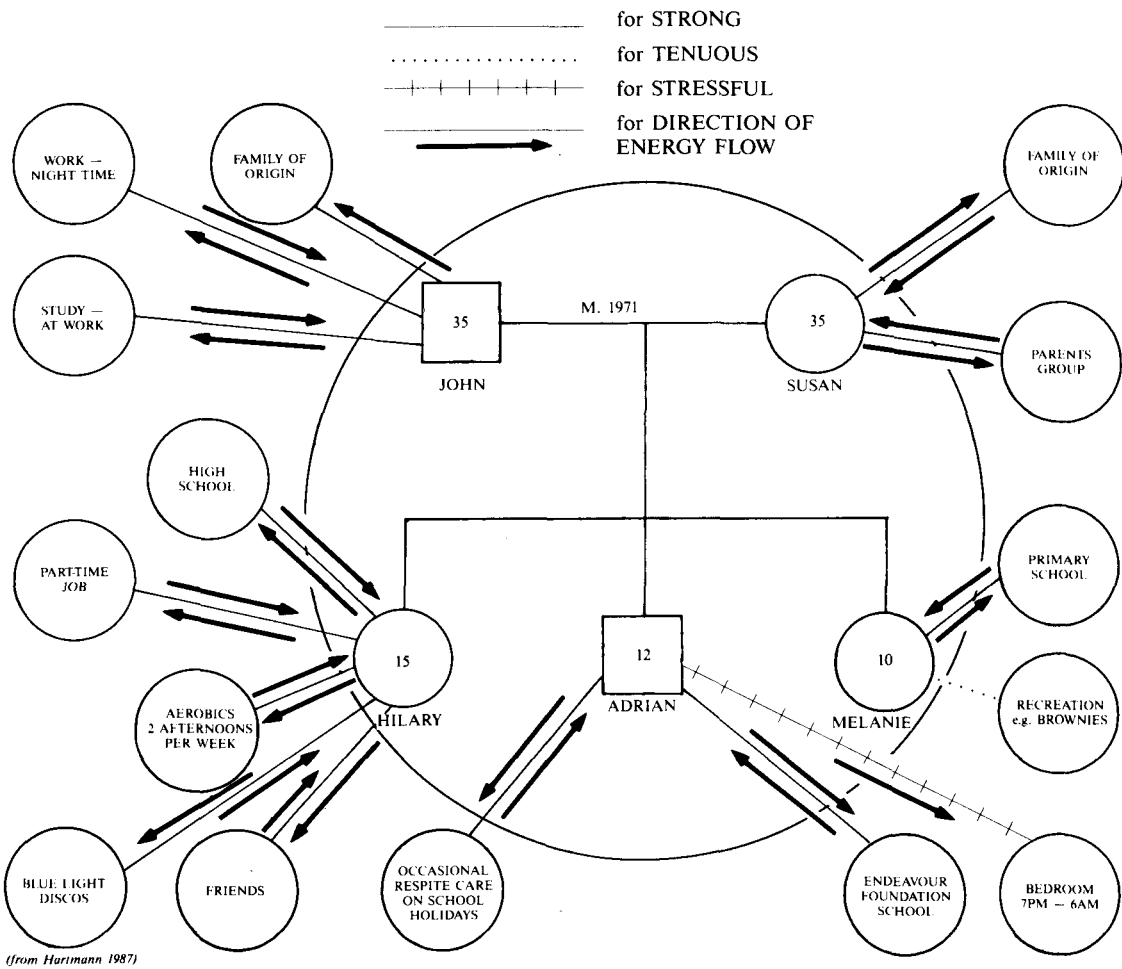 for STRONG
for TENUOUS
for STRESSFUL
for DIRECTION OF
ENERGY FLOW
WORK —
NIGHT TIME
FAMILY OF
ORIGIN
FAMILY OF
ORIGIN
STUDY —
AT WORK
35
JOHN
M. 1971
35
SUSAN
PARENTS
GROUP
HIGH
SCHOOL
PART-TIME
JOB
PRIMARY
SCHOOL
15
HILARY
12
ADRIAN
10
MELANIE
AEROBICS
2 AFTERNOONS
PER WEEK
RECREATION
e.g. BROWNIES
BLUE LIGHT
DISCOS
FRIENDS
OCCASIONAL
RESPITE CARE
ON SCHOOL
HOLIDAYS
ENDEAVOUR
FOUNDATION
SCHOOL
BEDROOM
7PM — 6AM
(from Hartmann 1987)